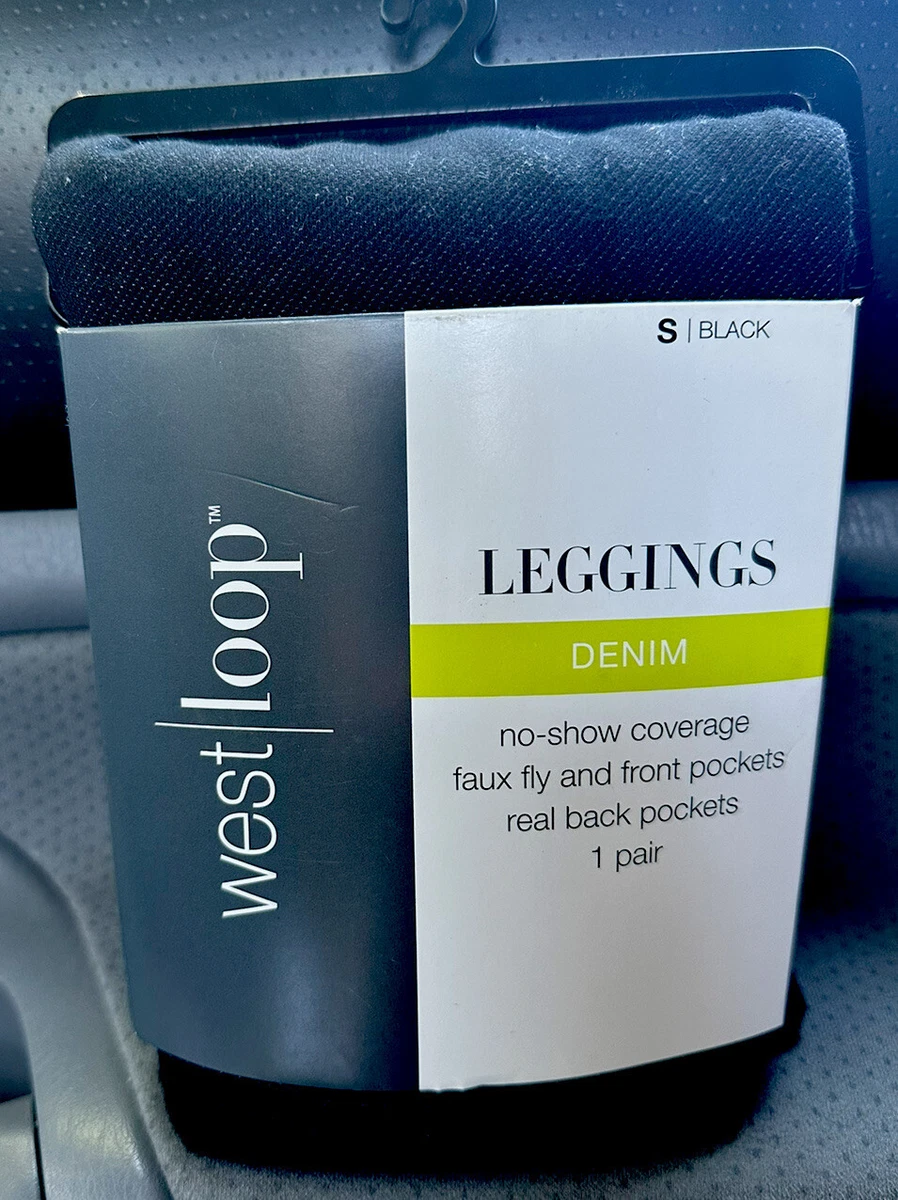 S | BLACK
west|loop™
LEGGINGS
DENIM
no-show coverage
faux fly and front pockets
real back pockets
1 pair